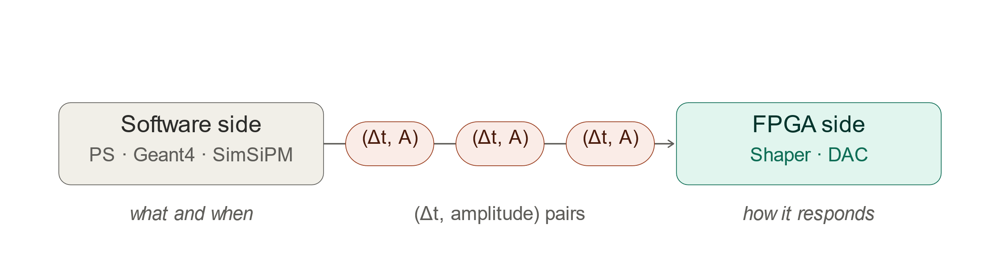 Software side
PS · Geant4 · SimSiPM
(Δt, A)
(Δt, A)
(Δt, A)
FPGA side
Shaper · DAC
what and when
(Δt, amplitude) pairs
how it responds